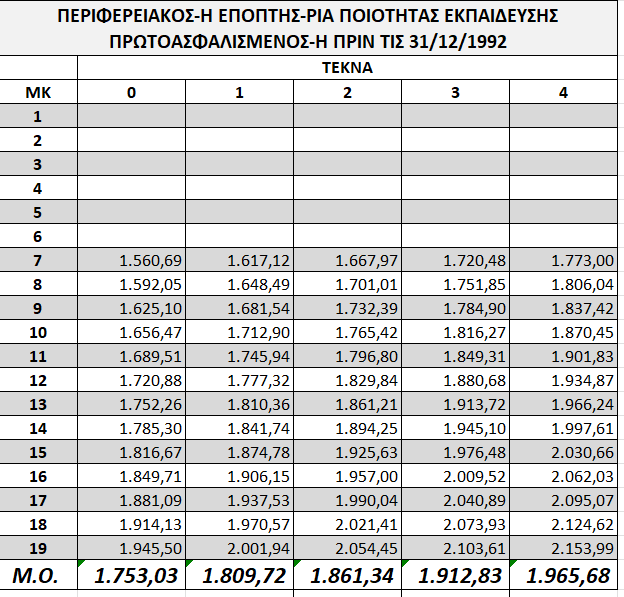 ΠΕΡΙΦΕΡΕΙΑΚΟΣ-Η ΕΠΟΠΤΗΣ-ΡΙΑ ΠΟΙΟΤΗΤΑΣ ΕΚΠΑΙΔΕΥΣΗΣ
ΠΡΩΤΟΑΣΦΑΛΙΣΜΕΝΟΣ-Η ΠΡΙΝ ΤΙΣ 31/12/1992
ΤΕΚΝΑ
ΜΚ 0 1 2 3 4
1
2
3
4
5
6
7 1.560,69 1.617,12 1.667,97 1.720,48 1.773,00
8 1.592,05 1.648,49 1.701,01 1.751,85 1.806,04
9 1.625,10 1.681,54 1.732,39 1.784,90 1.837,42
10 1.656,47 1.712,90 1.765,42 1.816,27 1.870,45
11 1.689,51 1.745,94 1.796,80 1.849,31 1.901,83
12 1.720,88 1.777,32 1.829,84 1.880,68 1.934,87
13 1.752,26 1.810,36 1.861,21 1.913,72 1.966,24
14 1.785,30 1.841,74 1.894,25 1.945,10 1.997,61
15 1.816,67 1.874,78 1.925,63 1.976,48 2.030,66
16 1.849,71 1.906,15 1.957,00 2.009,52 2.062,03
17 1.881,09 1.937,53 1.990,04 2.040,89 2.095,07
18 1.914,13 1.970,57 2.021,41 2.073,93 2.124,62
19 1.945,50 2.001,94 2.054,45 2.103,61 2.153,99
Μ.Ο. 1.753,03 1.809,72 1.861,34 1.912,83 1.965,68